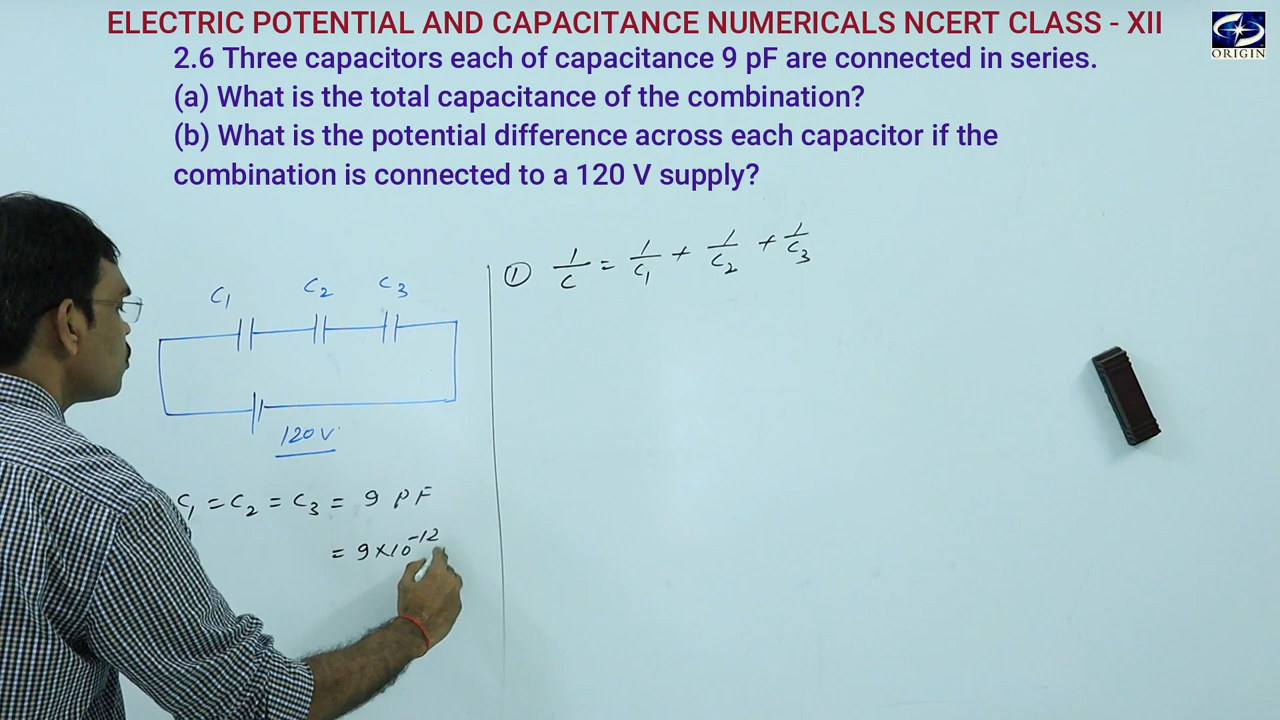 ELECTRIC POTENTIAL AND CAPACITANCE NUMERICALS NCERT CLASS - XII
ORIGIN
2.6 Three capacitors each of capacitance 9 pF are connected in series.
(a) What is the total capacitance of the combination?
(b) What is the potential difference across each capacitor if the
combination is connected to a 120 V supply?
① 1/C = 1/C₁ + 1/C₂ + 1/C₃
C₁ C₂ C₃
120 V
C₁ = C₂ = C₃ = 9 PF
= 9×10⁻¹²